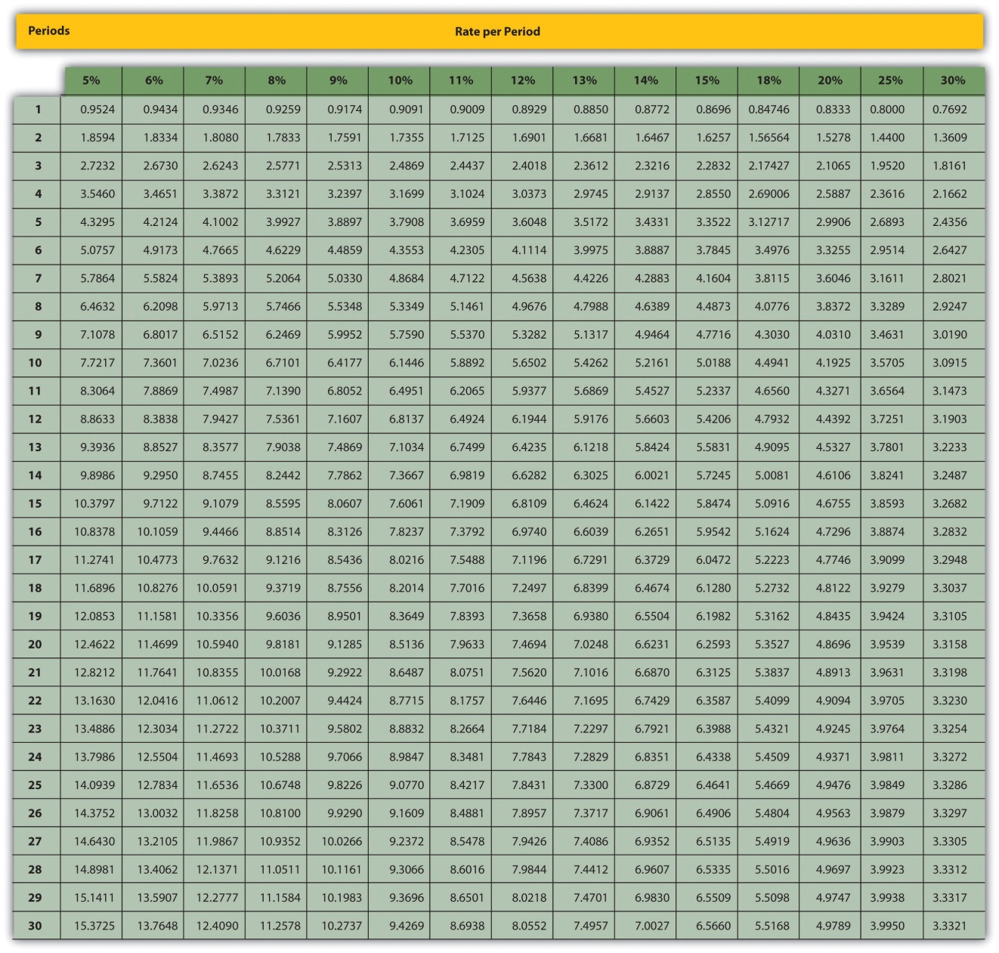 Periods Rate per Period
5% 6% 7% 8% 9% 10% 11% 12% 13% 14% 15% 18% 20% 25% 30%
1 0.9524 0.9434 0.9346 0.9259 0.9174 0.9091 0.9009 0.8929 0.8850 0.8772 0.8696 0.84746 0.8333 0.8000 0.7692
2 1.8594 1.8334 1.8080 1.7833 1.7591 1.7355 1.7125 1.6901 1.6681 1.6467 1.6257 1.56564 1.5278 1.4400 1.3609
3 2.7232 2.6730 2.6243 2.5771 2.5313 2.4869 2.4437 2.4018 2.3612 2.3216 2.2832 2.17427 2.1065 1.9520 1.8161
4 3.5460 3.4651 3.3872 3.3121 3.2397 3.1699 3.1024 3.0373 2.9745 2.9137 2.8550 2.69006 2.5887 2.3616 2.1662
5 4.3295 4.2124 4.1002 3.9927 3.8897 3.7908 3.6959 3.6048 3.5172 3.4331 3.3522 3.12717 2.9906 2.6893 2.4356
6 5.0757 4.9173 4.7665 4.6229 4.4859 4.3553 4.2305 4.1114 3.9975 3.8887 3.7845 3.4976 3.3255 2.9514 2.6427
7 5.7864 5.5824 5.3893 5.2064 5.0330 4.8684 4.7122 4.5638 4.4226 4.2883 4.1604 3.8115 3.6046 3.1611 2.8021
8 6.4632 6.2098 5.9713 5.7466 5.5348 5.3349 5.1461 4.9676 4.7988 4.6389 4.4873 4.0776 3.8372 3.3289 2.9247
9 7.1078 6.8017 6.5152 6.2469 5.9952 5.7590 5.5370 5.3282 5.1317 4.9464 4.7716 4.3030 4.0310 3.4631 3.0190
10 7.7217 7.3601 7.0236 6.7101 6.4177 6.1446 5.8892 5.6502 5.4262 5.2161 5.0188 4.4941 4.1925 3.5705 3.0915
11 8.3064 7.8869 7.4987 7.1390 6.8052 6.4951 6.2065 5.9377 5.6869 5.4527 5.2337 4.6560 4.3271 3.6564 3.1473
12 8.8633 8.3838 7.9427 7.5361 7.1607 6.8137 6.4924 6.1944 5.9176 5.6603 5.4206 4.7932 4.4392 3.7251 3.1903
13 9.3936 8.8527 8.3577 7.9038 7.4869 7.1034 6.7499 6.4235 6.1218 5.8424 5.5831 4.9095 4.5327 3.7801 3.2233
14 9.8986 9.2950 8.7455 8.2442 7.7862 7.3667 6.9819 6.6282 6.3025 6.0021 5.7245 5.0081 4.6106 3.8241 3.2487
15 10.3797 9.7122 9.1079 8.5595 8.0607 7.6061 7.1909 6.8109 6.4624 6.1422 5.8474 5.0916 4.6755 3.8593 3.2682
16 10.8378 10.1059 9.4466 8.8514 8.3126 7.8237 7.3792 6.9740 6.6039 6.2651 5.9542 5.1624 4.7296 3.8874 3.2832
17 11.2741 10.4773 9.7632 9.1216 8.5436 8.0216 7.5488 7.1196 6.7291 6.3729 6.0472 5.2223 4.7746 3.9099 3.2948
18 11.6896 10.8276 10.0591 9.3719 8.7556 8.2014 7.7016 7.2497 6.8399 6.4674 6.1280 5.2732 4.8122 3.9279 3.3037
19 12.0853 11.1581 10.3356 9.6036 8.9501 8.3649 7.8393 7.3658 6.9380 6.5504 6.1982 5.3162 4.8435 3.9424 3.3105
20 12.4622 11.4699 10.5940 9.8181 9.1285 8.5136 7.9633 7.4694 7.0248 6.6231 6.2593 5.3527 4.8696 3.9539 3.3158
21 12.8212 11.7641 10.8355 10.0168 9.2922 8.6487 8.0751 7.5620 7.1016 6.6870 6.3125 5.3837 4.8913 3.9631 3.3198
22 13.1630 12.0416 11.0612 10.2007 9.4424 8.7715 8.1757 7.6446 7.1695 6.7429 6.3587 5.4099 4.9094 3.9705 3.3230
23 13.4886 12.3034 11.2722 10.3711 9.5802 8.8832 8.2664 7.7184 7.2297 6.7921 6.3988 5.4321 4.9245 3.9764 3.3254
24 13.7986 12.5504 11.4693 10.5288 9.7066 8.9847 8.3481 7.7843 7.2829 6.8351 6.4338 5.4509 4.9371 3.9811 3.3272
25 14.0939 12.7834 11.6536 10.6748 9.8226 9.0770 8.4217 7.8431 7.3300 6.8729 6.4641 5.4669 4.9476 3.9849 3.3286
26 14.3752 13.0032 11.8258 10.8100 9.9290 9.1609 8.4881 7.8957 7.3717 6.9061 6.4906 5.4804 4.9563 3.9879 3.3297
27 14.6430 13.2105 11.9867 10.9352 10.0266 9.2372 8.5478 7.9426 7.4086 6.9352 6.5135 5.4919 4.9636 3.9903 3.3305
28 14.8981 13.4062 12.1371 11.0511 10.1161 9.3066 8.6016 7.9844 7.4412 6.9607 6.5335 5.5016 4.9697 3.9923 3.3312
29 15.1411 13.5907 12.2777 11.1584 10.1983 9.3696 8.6501 8.0218 7.4701 6.9830 6.5509 5.5098 4.9747 3.9938 3.3317
30 15.3725 13.7648 12.4090 11.2578 10.2737 9.4269 8.6938 8.0552 7.4957 7.0027 6.5660 5.5168 4.9789 3.9950 3.3321